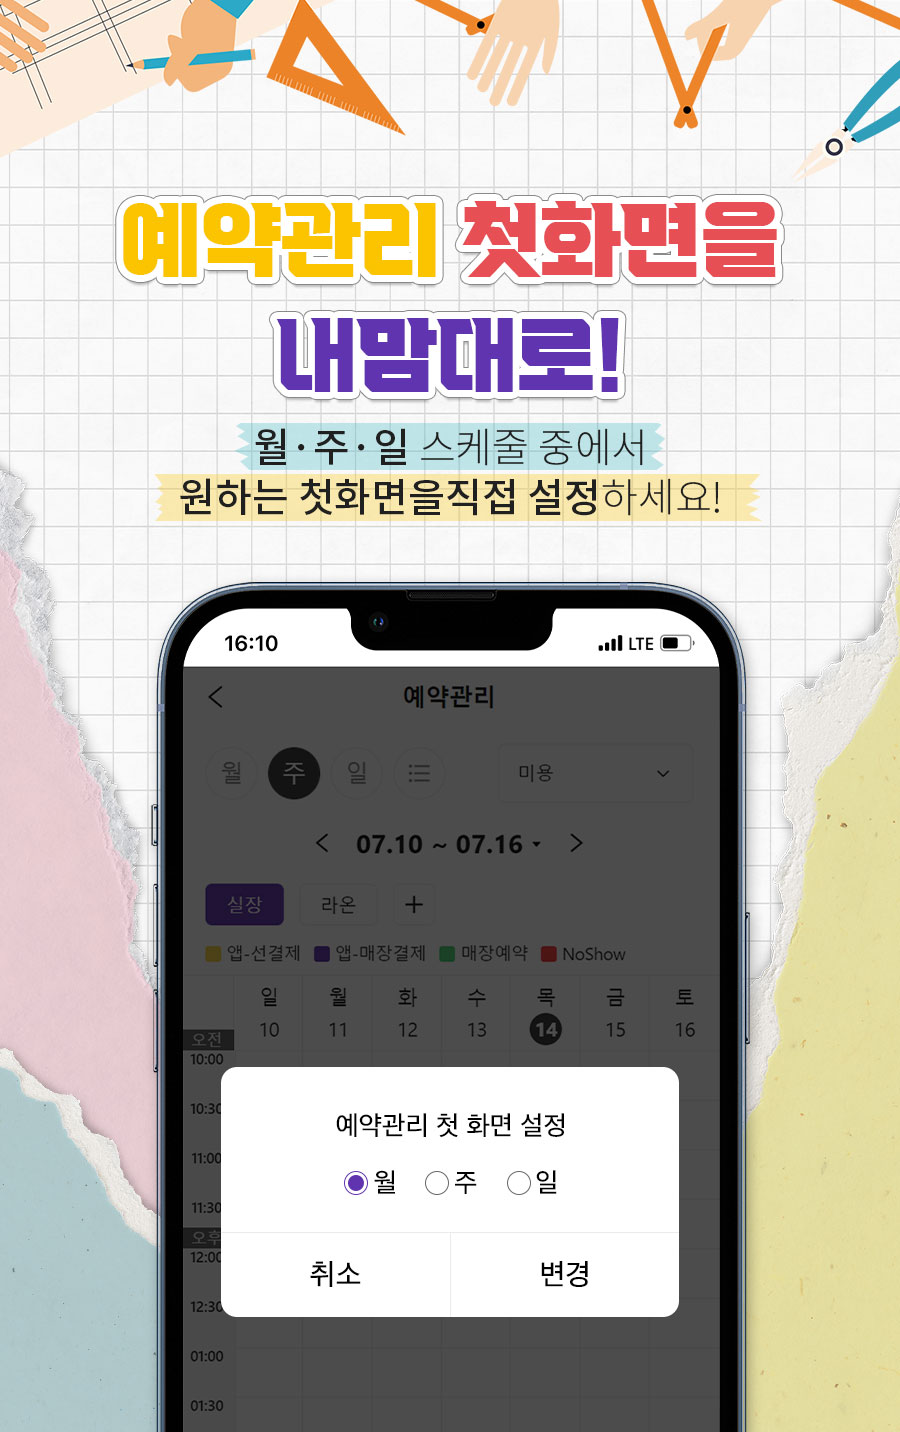 예약관리 첫화면을
내맘대로!
월·주·일 스케줄 중에서
원하는 첫화면을직접 설정하세요!
16:10 LTE
예약관리
월 주 일 미용
07.10 ~ 07.16
실장 라온 +
앱-선결제 앱-매장결제 매장예약 NoShow
일 월 화 수 목 금 토
10 11 12 13 14 15 16
오전
10:00
10:30
11:00
11:30
오후
12:00
12:30
01:00
01:30
예약관리 첫 화면 설정
월 주 일
취소 변경